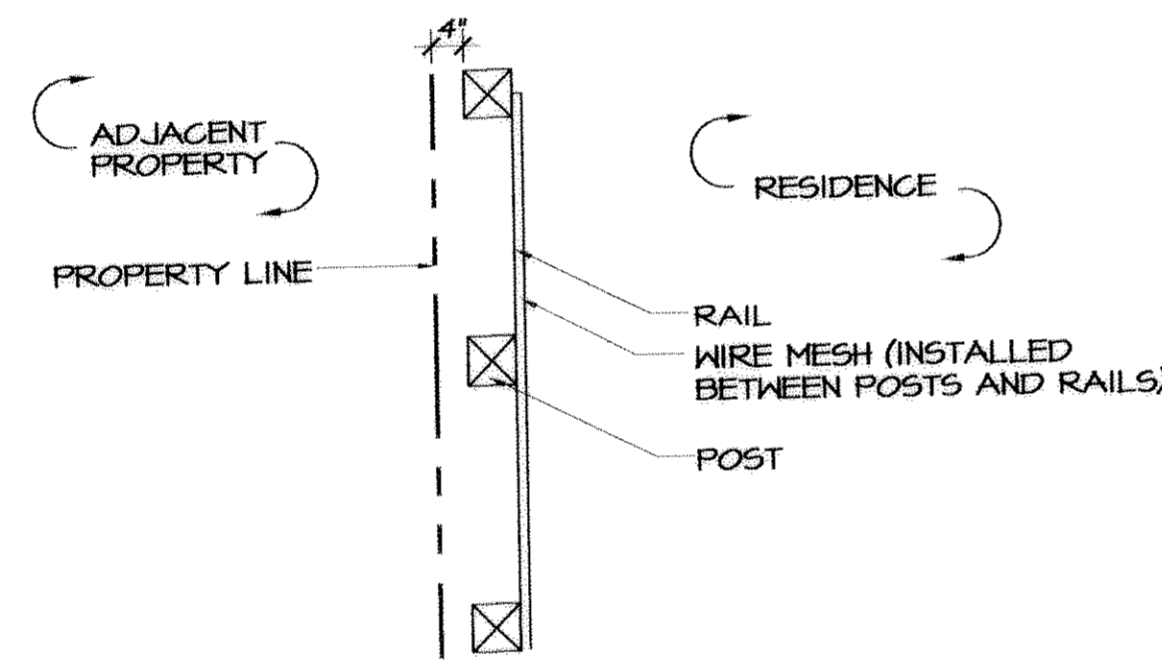 4"
ADJACENT
PROPERTY
RESIDENCE
PROPERTY LINE
RAIL
WIRE MESH (INSTALLED
BETWEEN POSTS AND RAILS)
POST